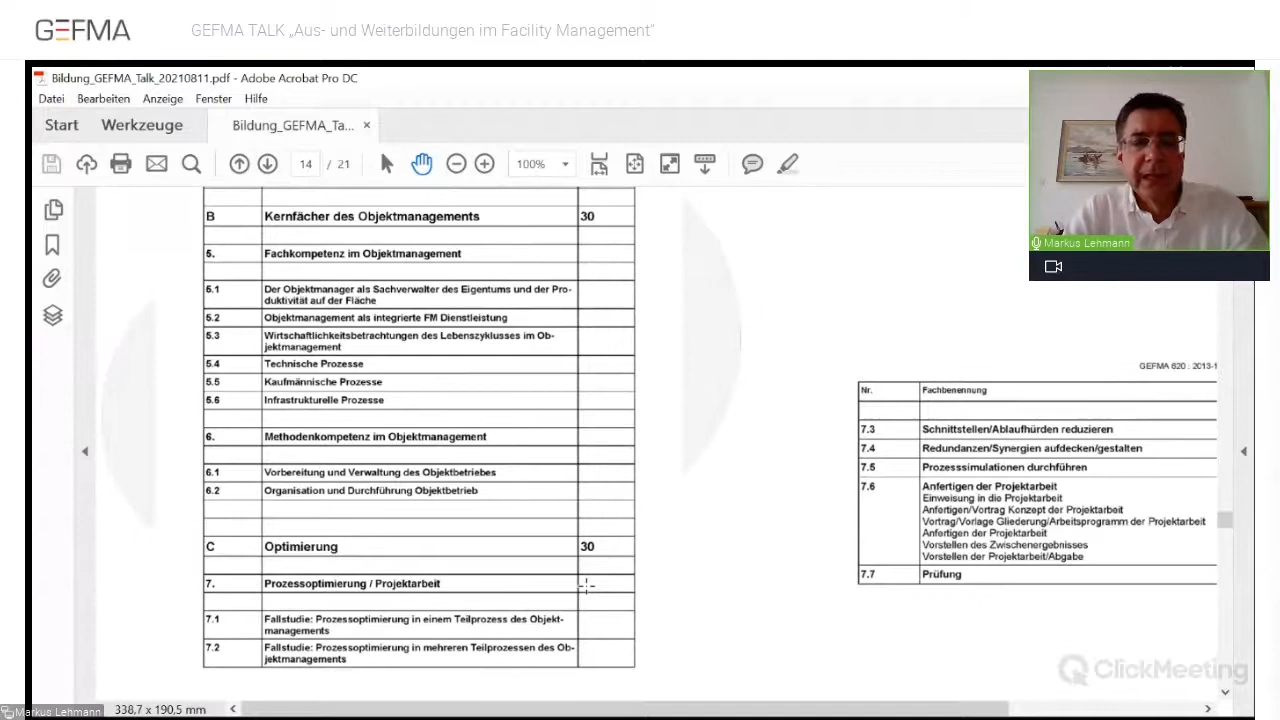 GEFMA
GEFMA TALK „Aus- und Weiterbildungen im Facility Management“
Bildung_GEFMA_Talk_20210811.pdf - Adobe Acrobat Pro DC
Datei Bearbeiten Anzeige Fenster Hilfe
Start Werkzeuge Bildung_GEFMA_Ta... ×
14 / 21 100%
B Kernfächer des Objektmanagements 30
5. Fachkompetenz im Objektmanagement
5.1 Der Objektmanager als Sachverwalter des Eigentums und der Pro-
duktivität auf der Fläche
5.2 Objektmanagement als integrierte FM Dienstleistung
5.3 Wirtschaftlichkeitsbetrachtungen des Lebenszyklusses im Ob-
jektmanagement
5.4 Technische Prozesse
5.5 Kaufmännische Prozesse
5.6 Infrastrukturelle Prozesse
6. Methodenkompetenz im Objektmanagement
6.1 Vorbereitung und Verwaltung des Objektbetriebes
6.2 Organisation und Durchführung Objektbetrieb
C Optimierung 30
7. Prozessoptimierung / Projektarbeit
7.1 Fallstudie: Prozessoptimierung in einem Teilprozess des Objekt-
managements
7.2 Fallstudie: Prozessoptimierung in mehreren Teilprozessen des Ob-
jektmanagements
GEFMA 620 : 2013-1
Nr. Fachbenennung
7.3 Schnittstellen/Ablaufhürden reduzieren
7.4 Redundanzen/Synergien aufdecken/gestalten
7.5 Prozesssimulationen durchführen
7.6 Anfertigen der Projektarbeit
Einweisung in die Projektarbeit
Anfertigen/Vortrag Konzept der Projektarbeit
Vortrag/Vorlage Gliederung/Arbeitsprogramm der Projektarbeit
Anfertigen der Projektarbeit
Vorstellen des Zwischenergebnisses
Vorstellen der Projektarbeit/Abgabe
7.7 Prüfung
Markus Lehmann
ClickMeeting
Markus Lehmann
338,7 x 190,5 mm